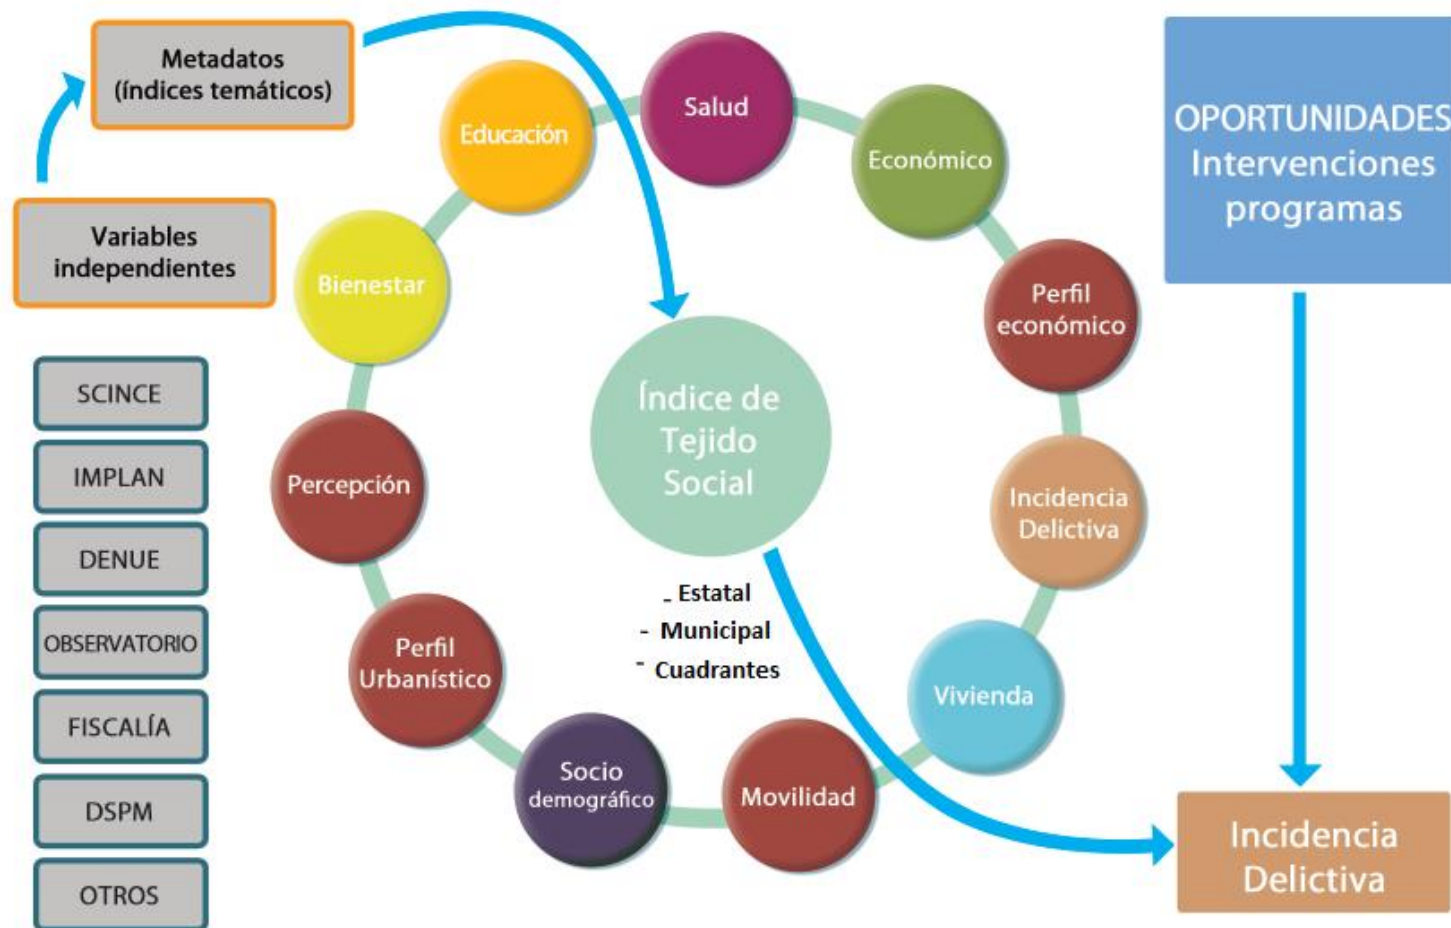 Metadatos
(índices temáticos)
Variables
independientes
SCINCE
IMPLAN
DENUE
OBSERVATORIO
FISCALÍA
DSPM
OTROS
Salud
Económico
Perfil
económico
Incidencia
Delictiva
Vivienda
Movilidad
Socio
demográfico
Perfil
Urbanístico
Percepción
Bienestar
Educación
Índice de
Tejido
Social
- Estatal
- Municipal
- Cuadrantes
OPORTUNIDADES
Intervenciones
programas
Incidencia
Delictiva